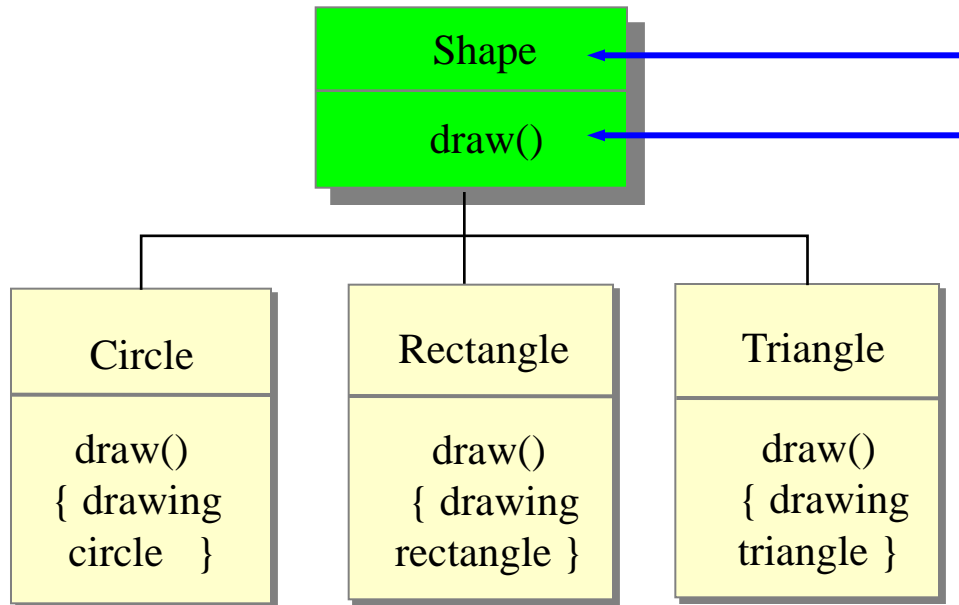 Shape
draw()
Circle
draw()
{ drawing
circle }
Rectangle
draw()
{ drawing
rectangle }
Triangle
draw()
{ drawing
triangle }